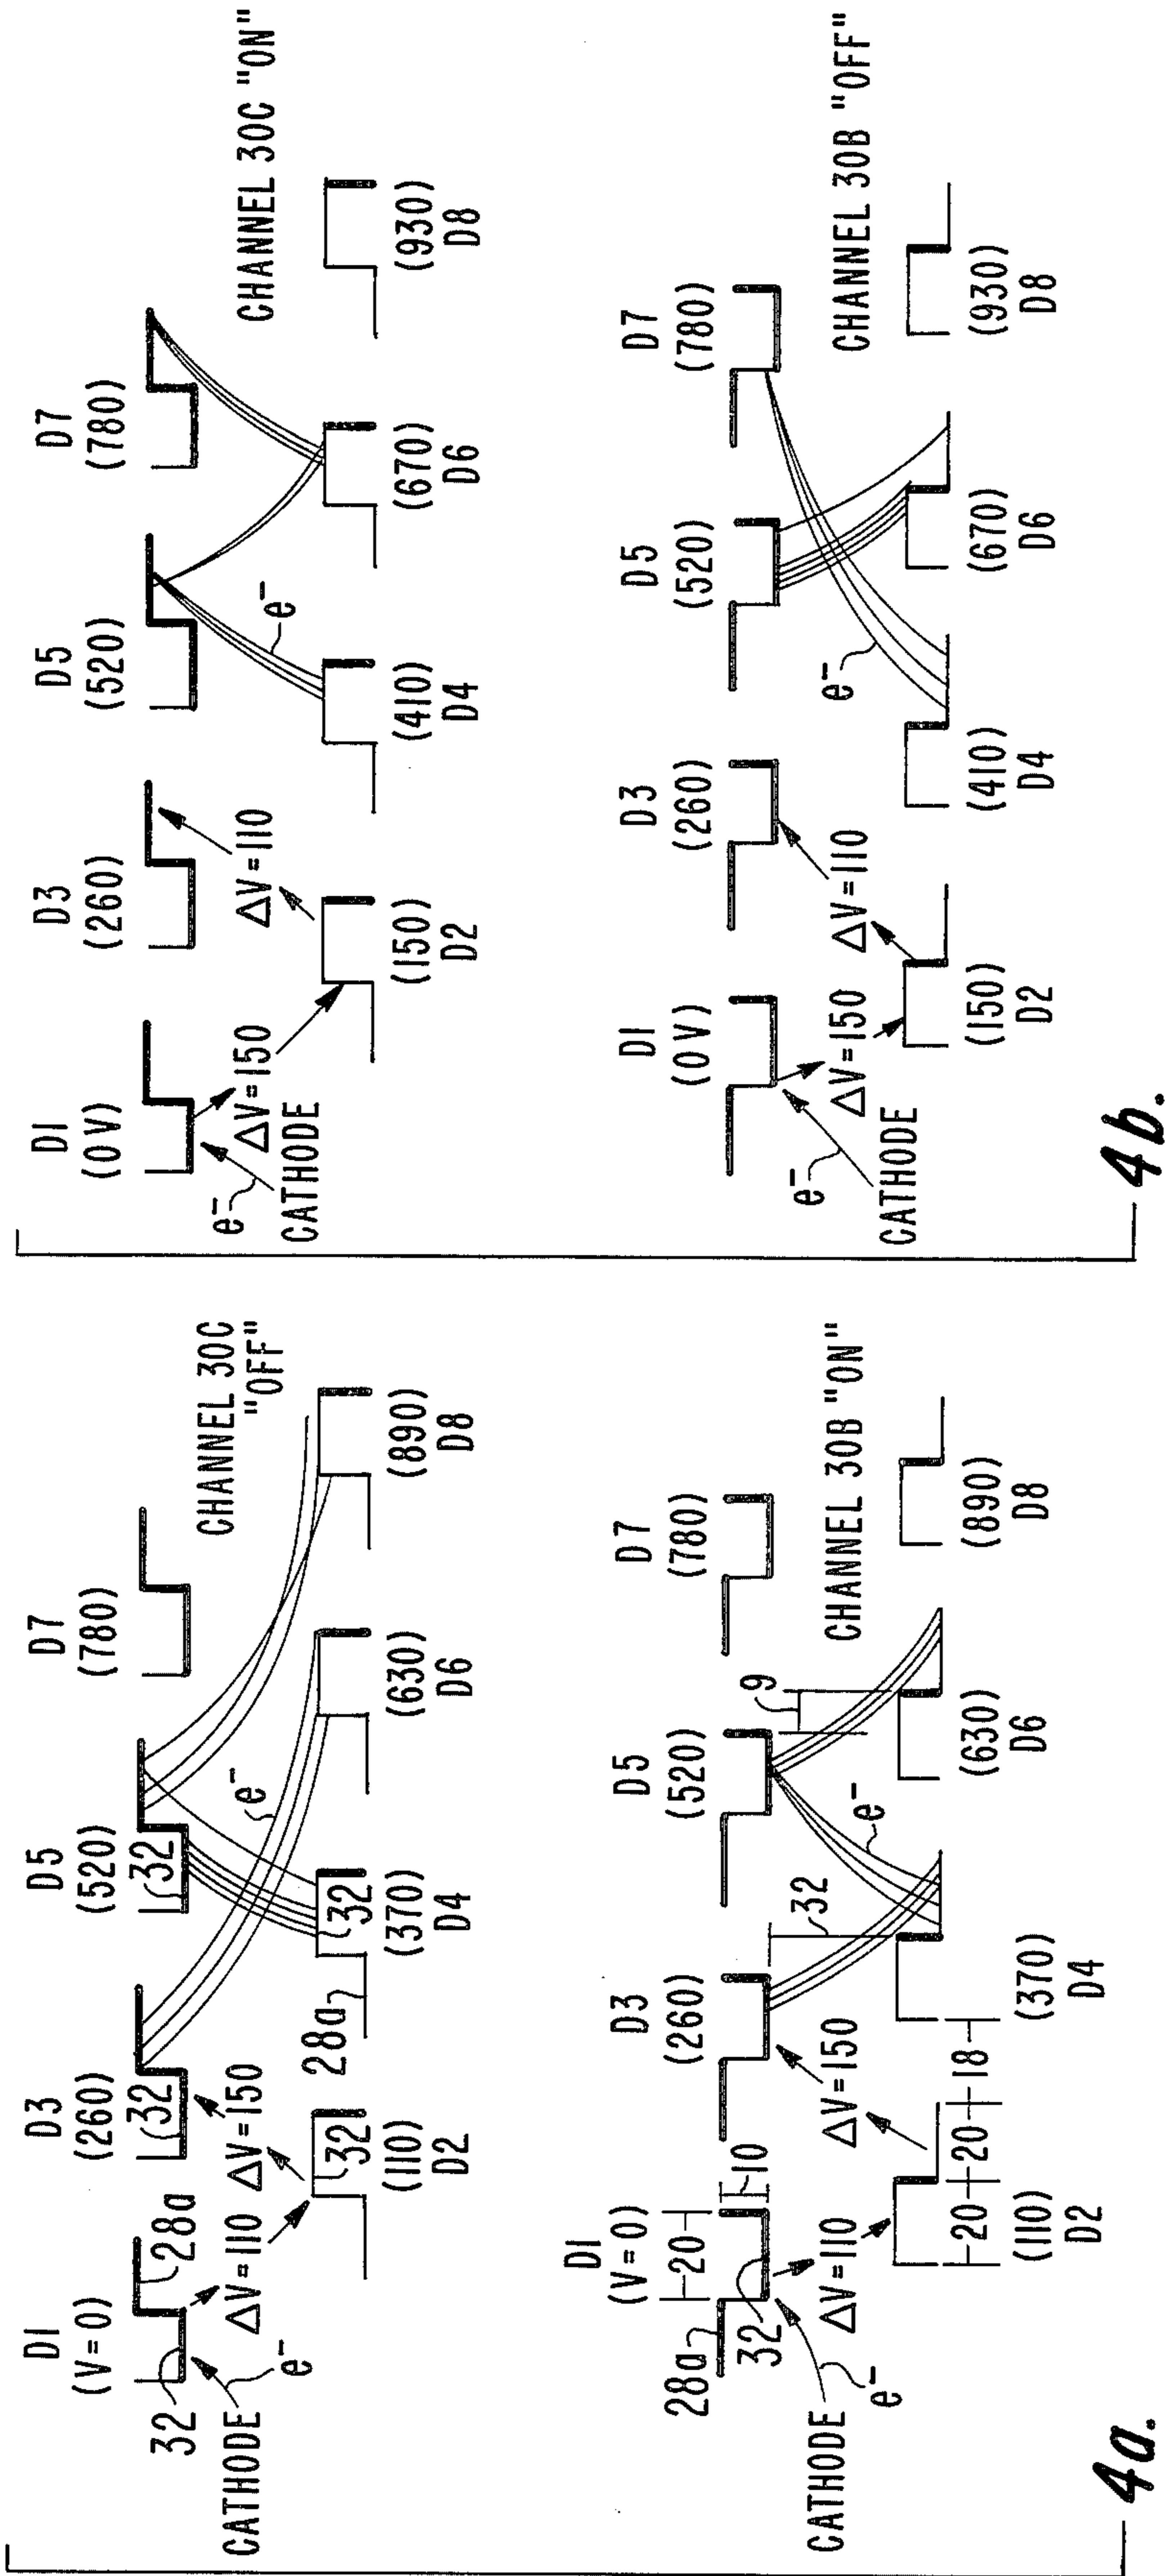 D1 D3 D5 D7
(V=0) (260) (520) (780)
32 28a 32 32
CHANNEL 30C
"OFF"
CATHODE e⁻ ΔV=110 ΔV=150 e⁻
32 28a 32
(110) (370) (630) (890)
D2 D4 D6 D8
D1 D3 D5 D7
(V=0) (260) (520) (780)
28a 20 10 9
32 32
CATHODE e⁻ ΔV=110 ΔV=150 e⁻
CHANNEL 30B "ON"
20 20 18
(110) (370) (630) (890)
D2 D4 D6 D8
4a.
D1 D3 D5 D7
(0V) (260) (520) (780)
CHANNEL 30C "ON"
e⁻ ΔV=150 ΔV=110 e⁻
CATHODE
(150) (410) (670) (930)
D2 D4 D6 D8
D1 D3 D5 D7
(0V) (260) (520) (780)
e⁻ ΔV=150 ΔV=110 e⁻
CATHODE
CHANNEL 30B "OFF"
(150) (410) (670) (930)
D2 D4 D6 D8
4b.